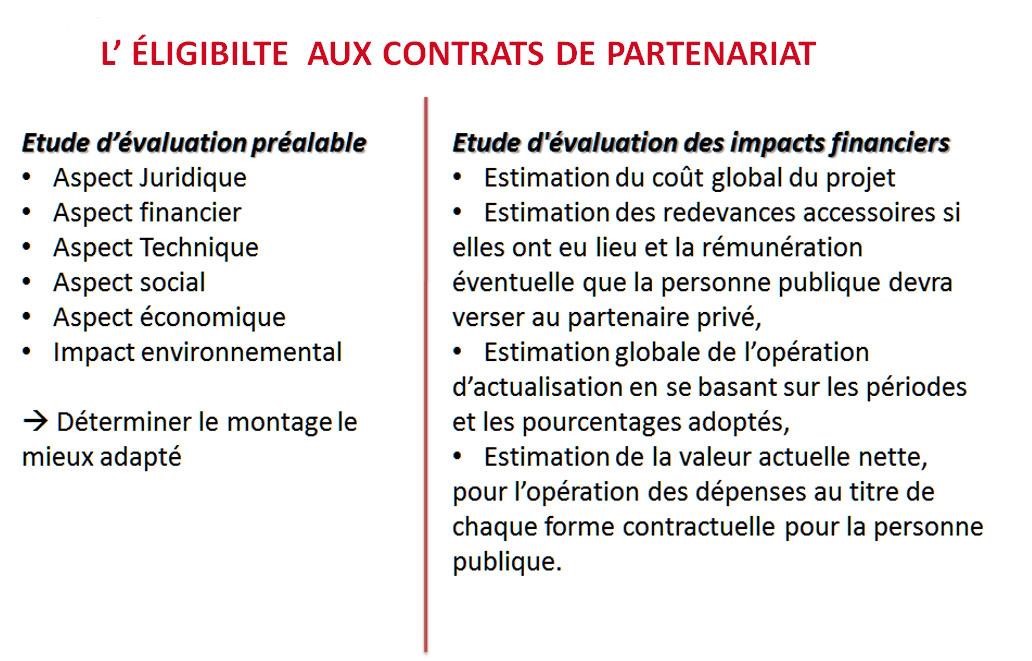 L’ ÉLIGIBILTE AUX CONTRATS DE PARTENARIAT
Etude d’évaluation préalable
• Aspect Juridique
• Aspect financier
• Aspect Technique
• Aspect social
• Aspect économique
• Impact environnemental
→ Déterminer le montage le
mieux adapté
Etude d'évaluation des impacts financiers
• Estimation du coût global du projet
• Estimation des redevances accessoires si
elles ont eu lieu et la rémunération
éventuelle que la personne publique devra
verser au partenaire privé,
• Estimation globale de l’opération
d’actualisation en se basant sur les périodes
et les pourcentages adoptés,
• Estimation de la valeur actuelle nette,
pour l’opération des dépenses au titre de
chaque forme contractuelle pour la personne
publique.